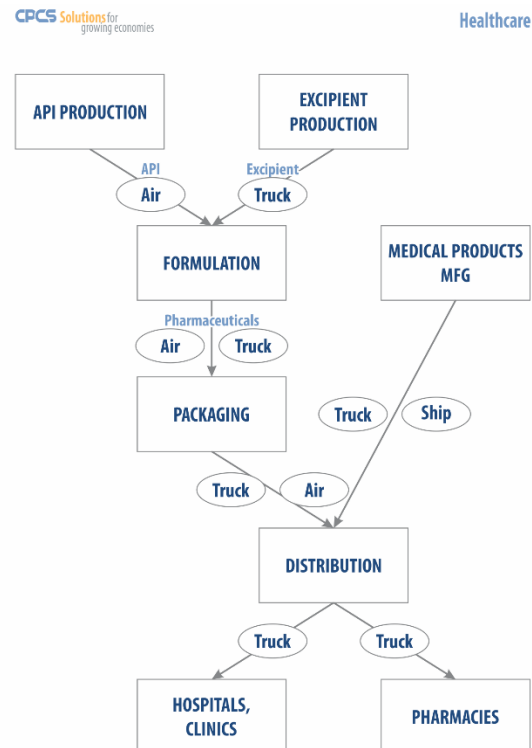 CPCS Solutions for
growing economies
Healthcare
API PRODUCTION
EXCIPIENT
PRODUCTION
API
Excipient
Air
Truck
FORMULATION
MEDICAL PRODUCTS
MFG
Pharmaceuticals
Air
Truck
PACKAGING
Truck
Ship
Truck
Air
DISTRIBUTION
Truck
Truck
HOSPITALS,
CLINICS
PHARMACIES